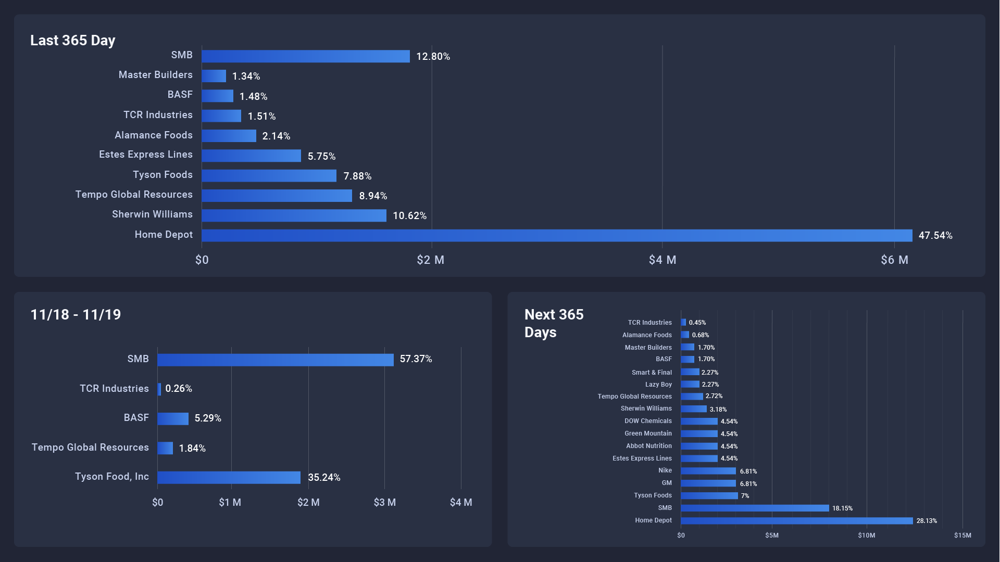 Last 365 Day
SMB 12.80%
Master Builders 1.34%
BASF 1.48%
TCR Industries 1.51%
Alamance Foods 2.14%
Estes Express Lines 5.75%
Tyson Foods 7.88%
Tempo Global Resources 8.94%
Sherwin Williams 10.62%
Home Depot 47.54%
$0 $2 M $4 M $6 M
11/18 - 11/19
SMB 57.37%
TCR Industries 0.26%
BASF 5.29%
Tempo Global Resources 1.84%
Tyson Food, Inc 35.24%
$0 $1 M $2 M $3 M $4 M
Next 365
Days
TCR Industries 0.45%
Alamance Foods 0.68%
Master Builders 1.70%
BASF 1.70%
Smart & Final 2.27%
Lazy Boy 2.27%
Tempo Global Resources 2.72%
Sherwin Williams 3.18%
DOW Chemicals 4.54%
Green Mountain 4.54%
Abbot Nutrition 4.54%
Estes Express Lines 4.54%
Nike 6.81%
GM 6.81%
Tyson Foods 7%
SMB 18.15%
Home Depot 28.13%
$0 $5M $10M $15M